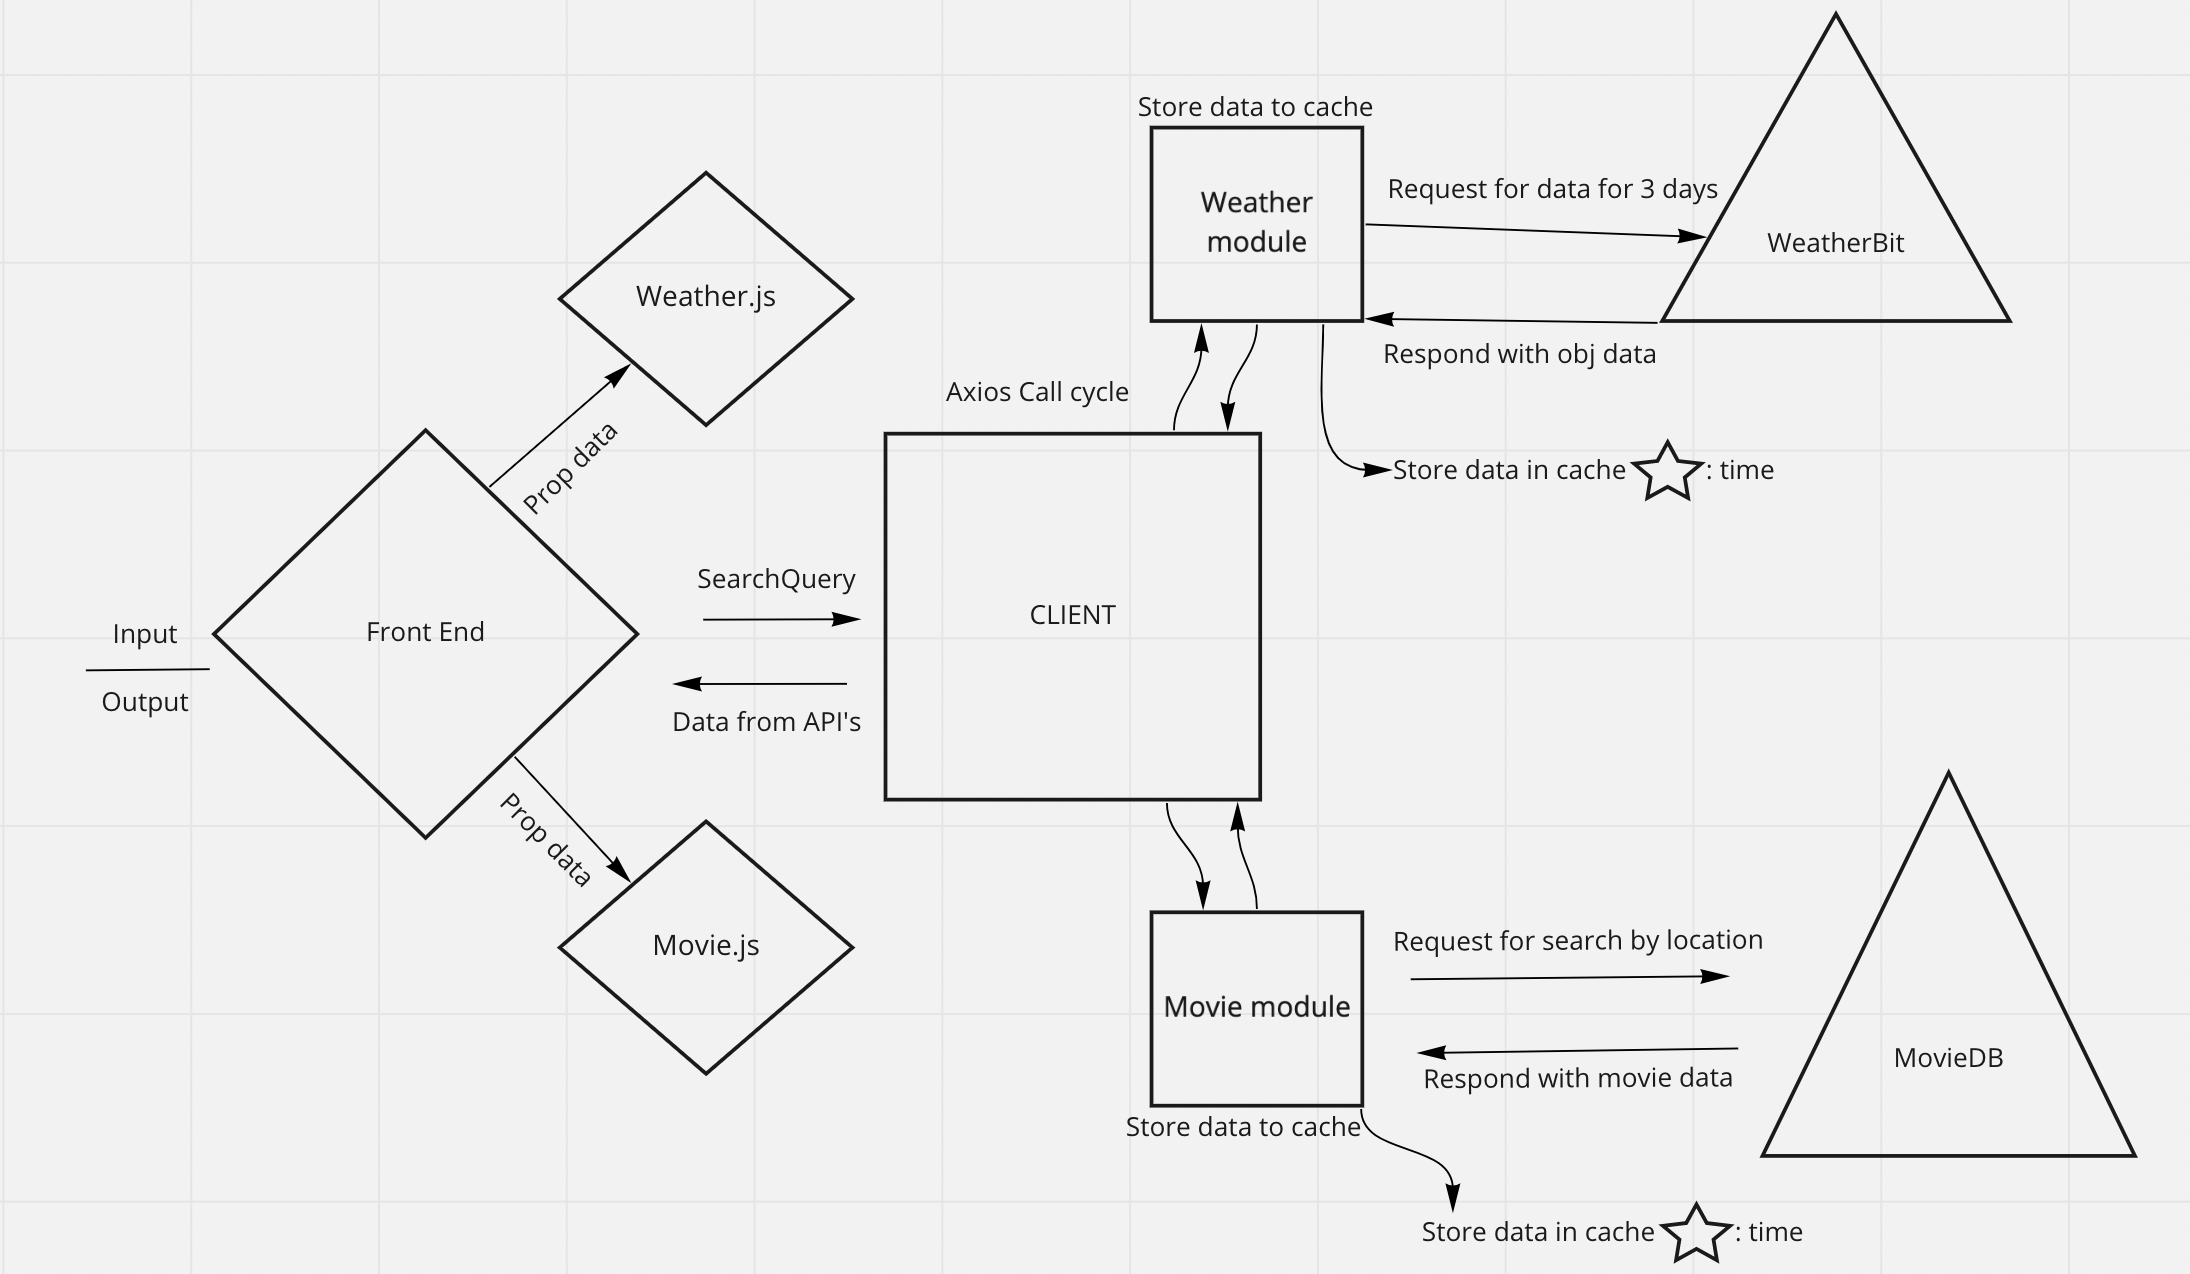 Store data to cache
Weather
module
Request for data for 3 days
WeatherBit
Respond with obj data
Weather.js
Axios Call cycle
Prop data
Store data in cache : time
SearchQuery
CLIENT
Input
Front End
Output
Data from API's
Prop data
Movie.js
Request for search by location
Movie module
MovieDB
Respond with movie data
Store data to cache
Store data in cache : time